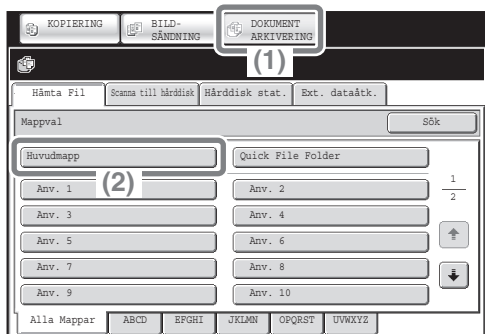 KOPIERING
BILD-
SÄNDNING
DOKUMENT
ARKIVERING
(1)
Hämta Fil
Scanna till hårddisk
Hårddisk stat.
Ext. dataåtk.
Mappval
Sök
Huvudmapp
Quick File Folder
(2)
Anv. 1
Anv. 2
1
2
Anv. 3
Anv. 4
Anv. 5
Anv. 6
Anv. 7
Anv. 8
Anv. 9
Anv. 10
Alla Mappar
ABCD
EFGHI
JKLMN
OPQRST
UVWXYZ